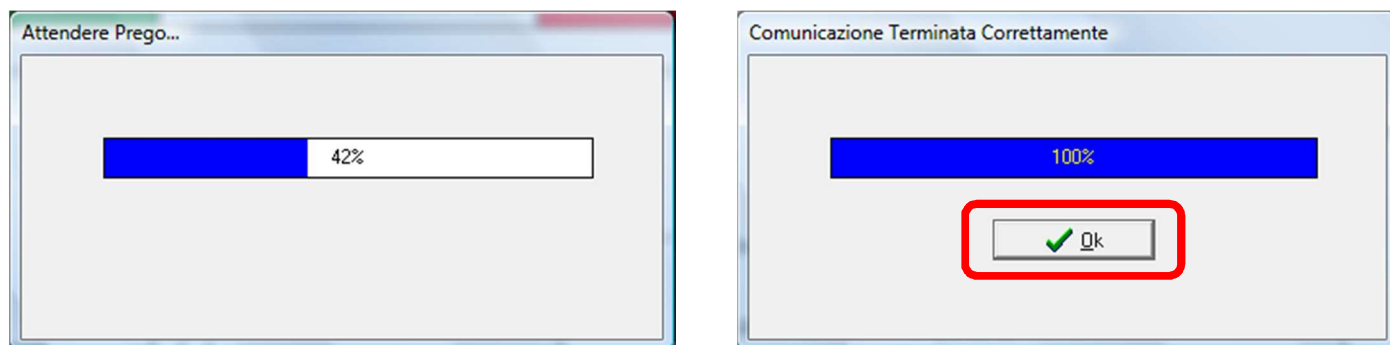 Attendere Prego...
42%
Comunicazione Terminata Correttamente
100%
Ok